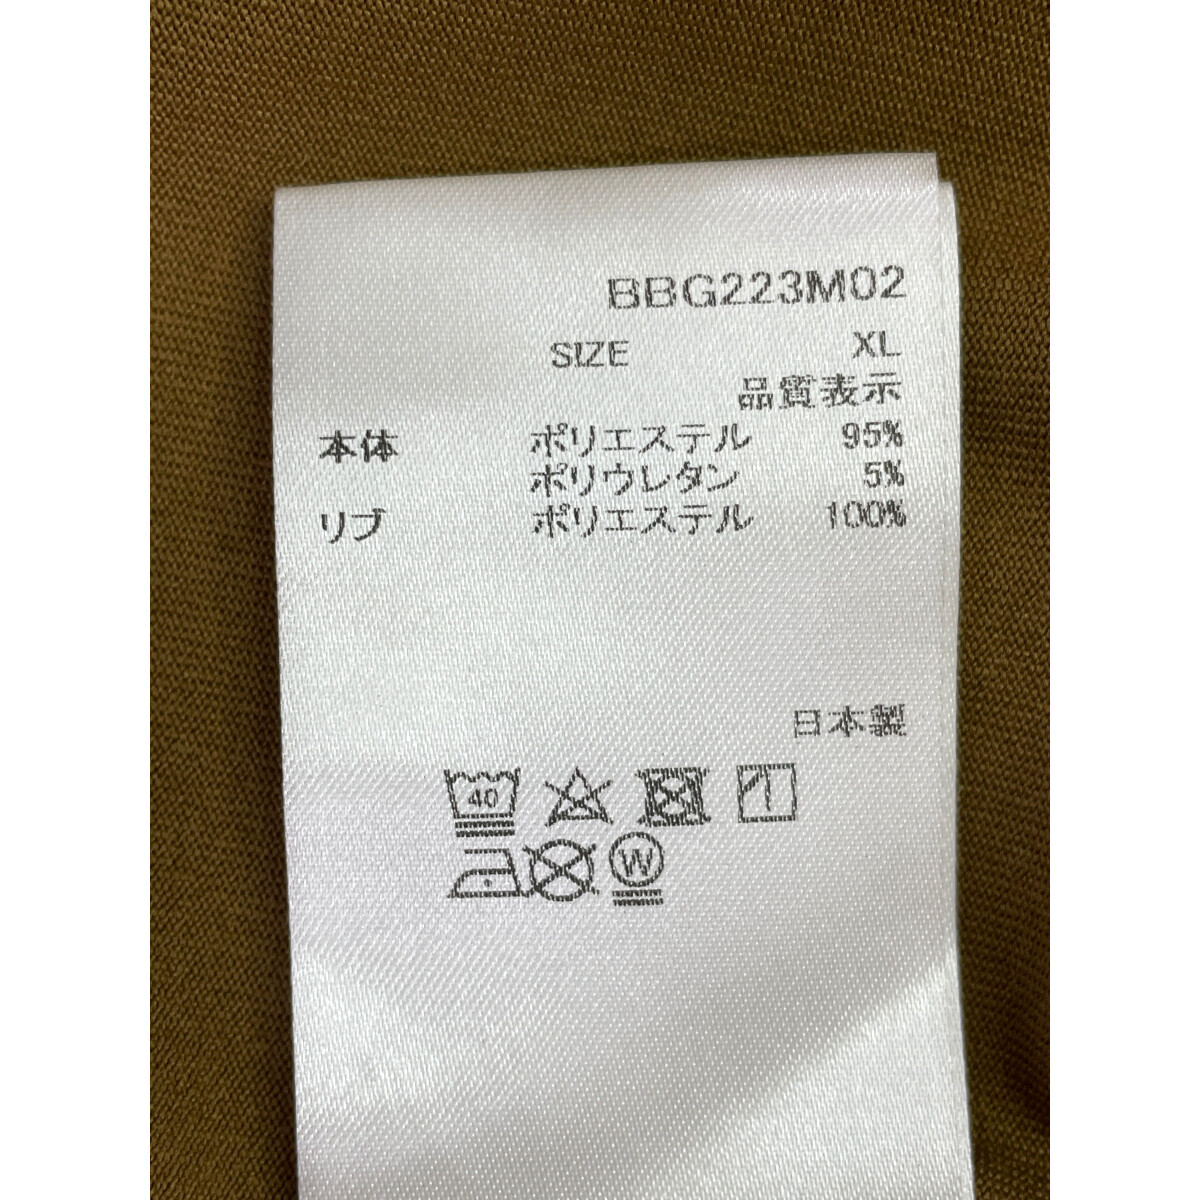 BBG223M02
SIZE XL
品質表示
本体 ポリエステル 95%
ポリウレタン 5%
リブ ポリエステル 100%
日本製
40
W